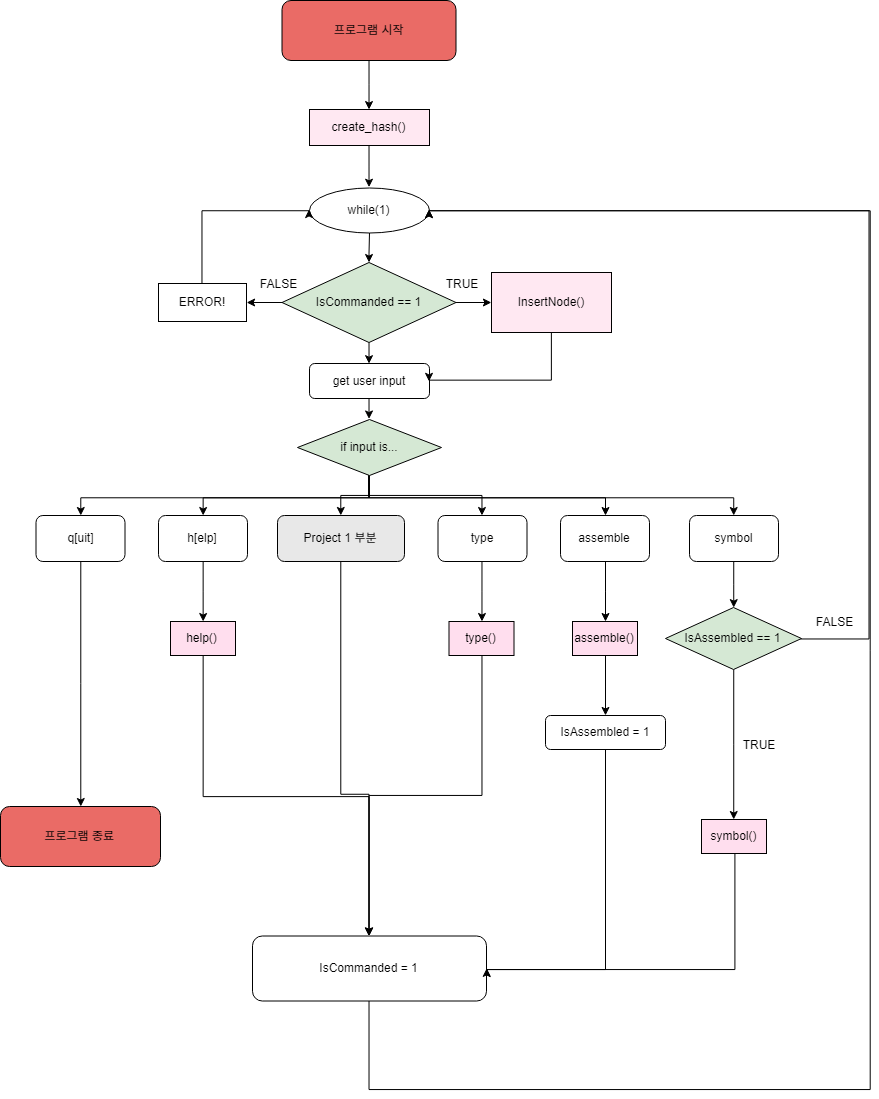 프로그램 시작
create_hash()
while(1)
FALSE
TRUE
ERROR!
IsCommanded == 1
InsertNode()
get user input
if input is...
q[uit]
h[elp]
Project 1 부분
type
assemble
symbol
FALSE
help()
type()
assemble()
IsAssembled == 1
IsAssembled = 1
TRUE
프로그램 종료
symbol()
IsCommanded = 1